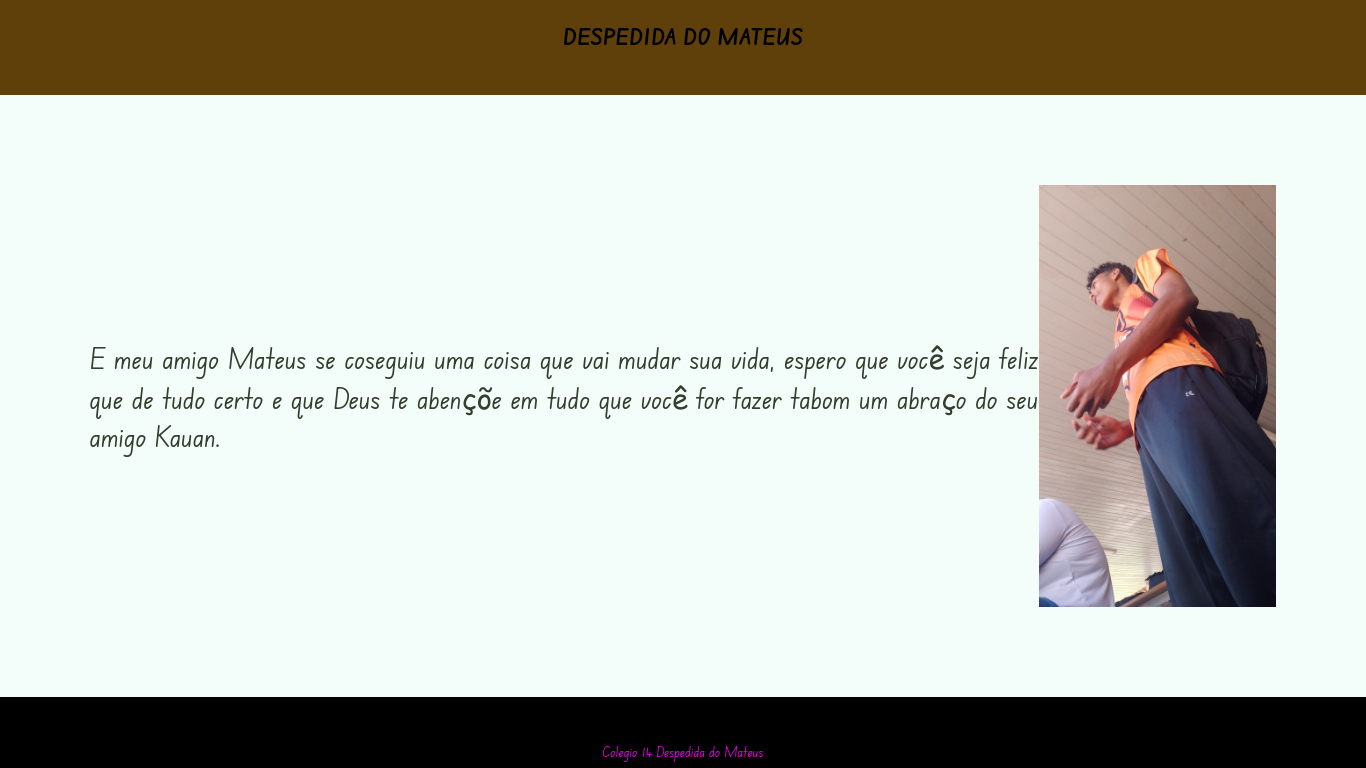 DESPEDIDA DO MATEUS
E meu amigo Mateus se coseguiu uma coisa que vai mudar sua vida, espero que você seja feliz
que de tudo certo e que Deus te abençõe em tudo que você for fazer tabom um abraço do seu
amigo Kauan.
Colegio 14 Despedida do Mateus